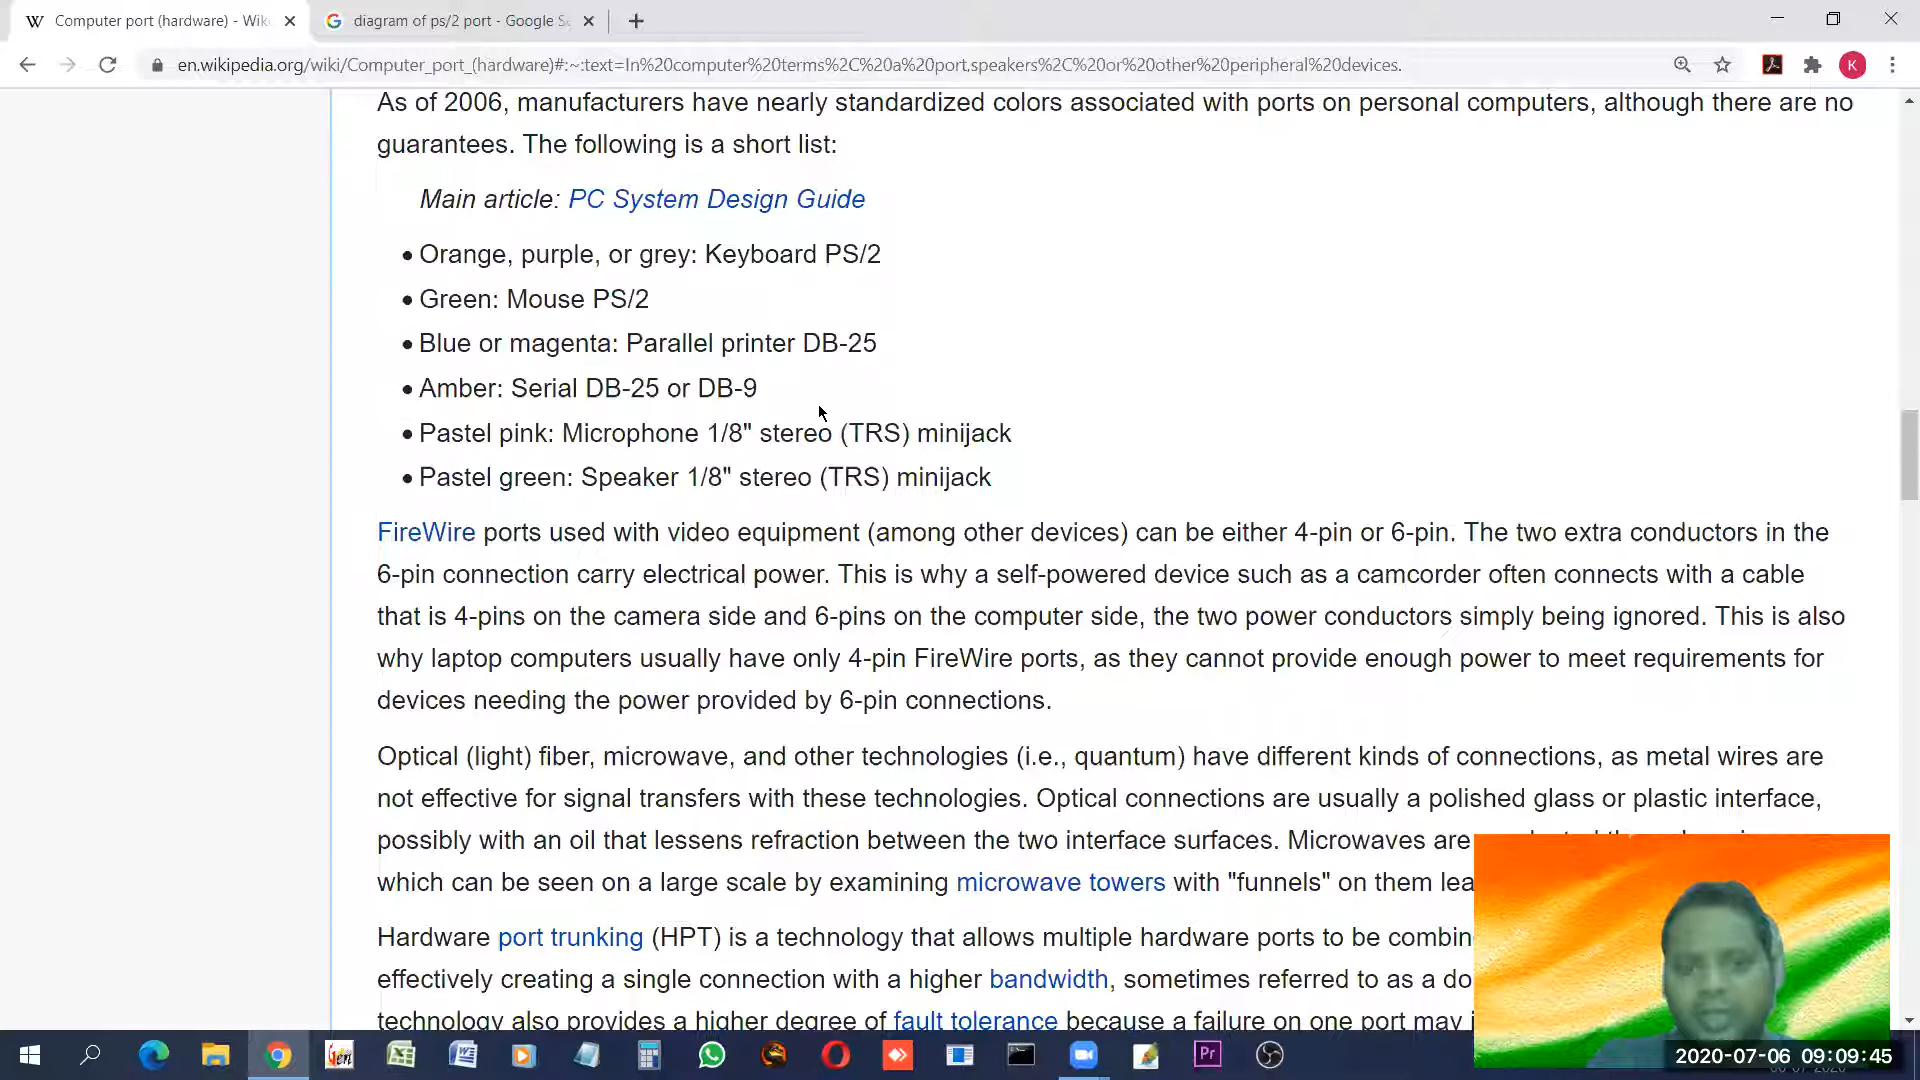 Computer port (hardware) - Wik
diagram of ps/2 port - Google Se
en.wikipedia.org/wiki/Computer_port_(hardware)#:~:text=In%20computer%20terms%2C%20a%20port,speakers%2C%20or%20other%20peripheral%20devices.
K
As of 2006, manufacturers have nearly standardized colors associated with ports on personal computers, although there are no
guarantees. The following is a short list:
Main article: PC System Design Guide
• Orange, purple, or grey: Keyboard PS/2
• Green: Mouse PS/2
• Blue or magenta: Parallel printer DB-25
• Amber: Serial DB-25 or DB-9
• Pastel pink: Microphone 1/8" stereo (TRS) minijack
• Pastel green: Speaker 1/8" stereo (TRS) minijack
FireWire ports used with video equipment (among other devices) can be either 4-pin or 6-pin. The two extra conductors in the
6-pin connection carry electrical power. This is why a self-powered device such as a camcorder often connects with a cable
that is 4-pins on the camera side and 6-pins on the computer side, the two power conductors simply being ignored. This is also
why laptop computers usually have only 4-pin FireWire ports, as they cannot provide enough power to meet requirements for
devices needing the power provided by 6-pin connections.
Optical (light) fiber, microwave, and other technologies (i.e., quantum) have different kinds of connections, as metal wires are
not effective for signal transfers with these technologies. Optical connections are usually a polished glass or plastic interface,
possibly with an oil that lessens refraction between the two interface surfaces. Microwaves are
which can be seen on a large scale by examining microwave towers with "funnels" on them lea
Hardware port trunking (HPT) is a technology that allows multiple hardware ports to be combin
effectively creating a single connection with a higher bandwidth, sometimes referred to as a do
technology also provides a higher degree of fault tolerance because a failure on one port may
Gen
Pr
2020-07-06 09:09:45